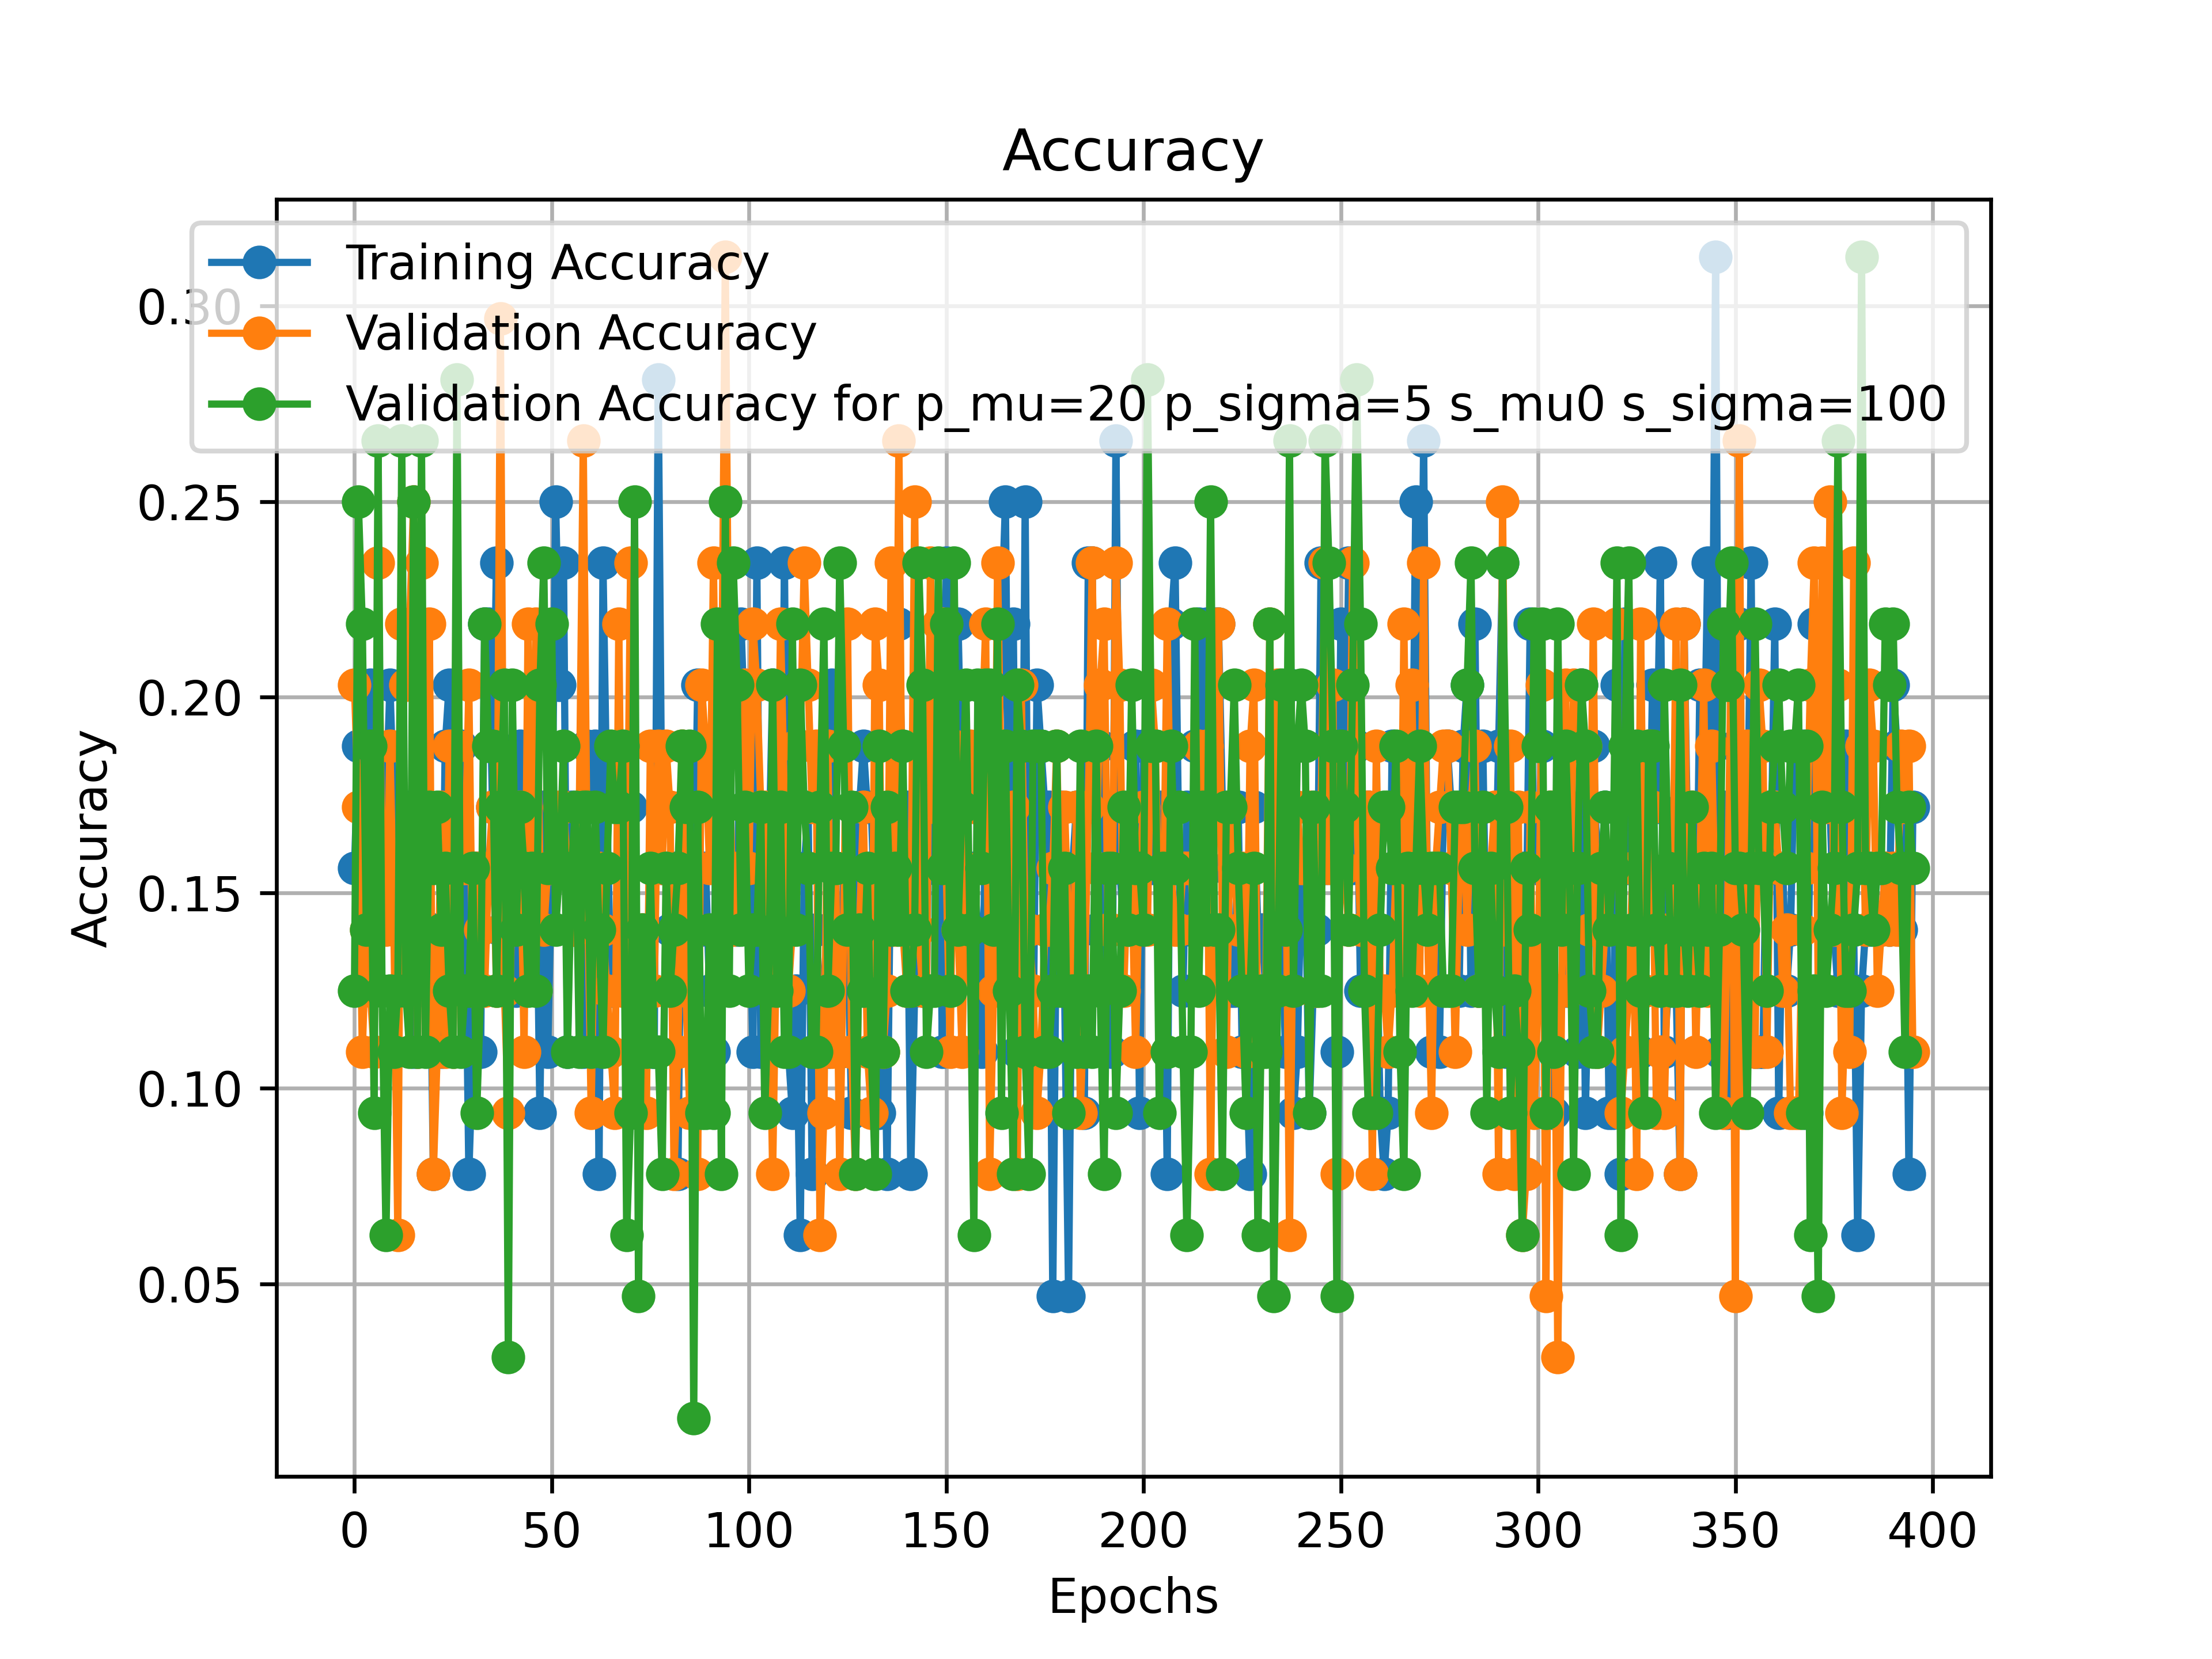 Accuracy
Training Accuracy
Validation Accuracy
Validation Accuracy for p_mu=20 p_sigma=5 s_mu0 s_sigma=100
0.30
0.25
0.20
0.15
0.10
0.05
Accuracy
0 50 100 150 200 250 300 350 400
Epochs